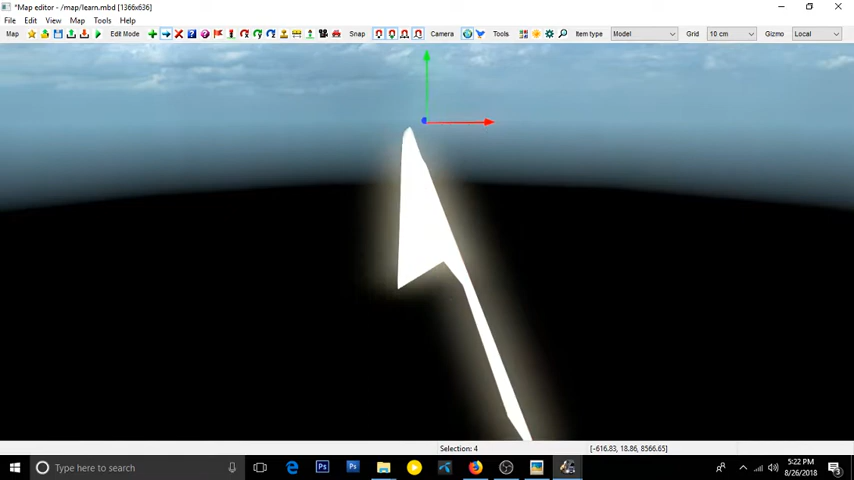 *Map editor - /map/learn.mbd [1366x636]
File Edit View Map Tools Help
Map Edit Mode Snap Camera Tools Item type Model Grid 10 cm Gizmo Local
Selection: 4 [-616.83, 18.86, 8566.65]
Type here to search
5:22 PM
8/26/2018